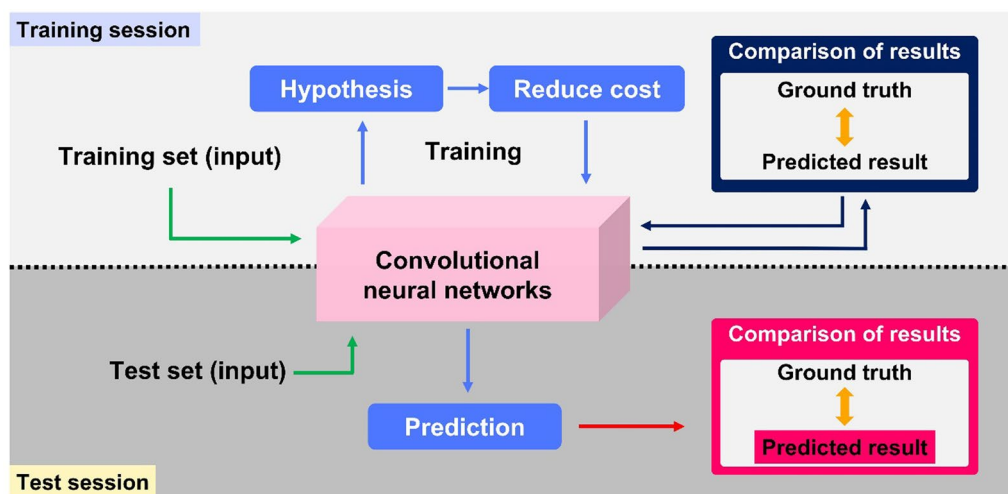 Training session
Hypothesis
Reduce cost
Training
Training set (input)
Comparison of results
Ground truth
Predicted result
Convolutional
neural networks
Test set (input)
Prediction
Comparison of results
Ground truth
Predicted result
Test session